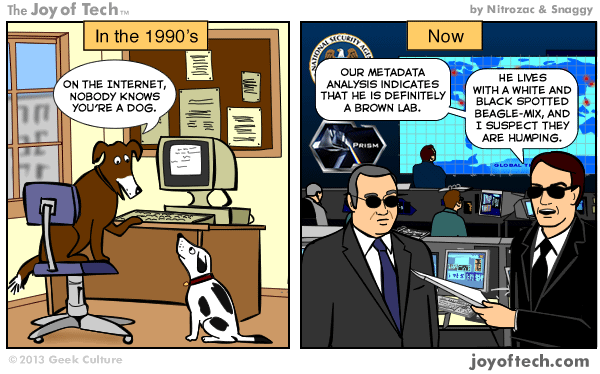 The Joy of Tech™
by Nitrozac & Snaggy
In the 1990's
ON THE INTERNET,
NOBODY KNOWS
YOU'RE A DOG.
Now
NATIONAL SECURITY AGENCY
OUR METADATA
ANALYSIS INDICATES
THAT HE IS DEFINITELY
A BROWN LAB.
HE LIVES
WITH A WHITE AND
BLACK SPOTTED
BEAGLE-MIX, AND
I SUSPECT THEY
ARE HUMPING.
PRISM
© 2013 Geek Culture
joyoftech.com